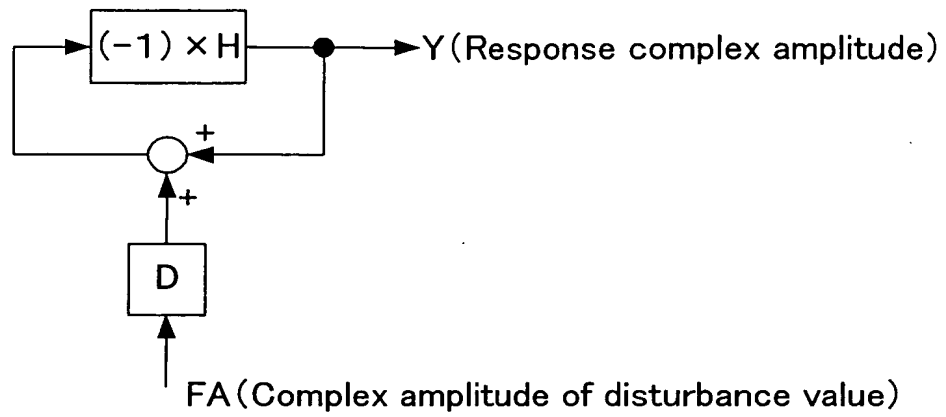 (-1)×H
Y(Response complex amplitude)
+
+
D
FA(Complex amplitude of disturbance value)